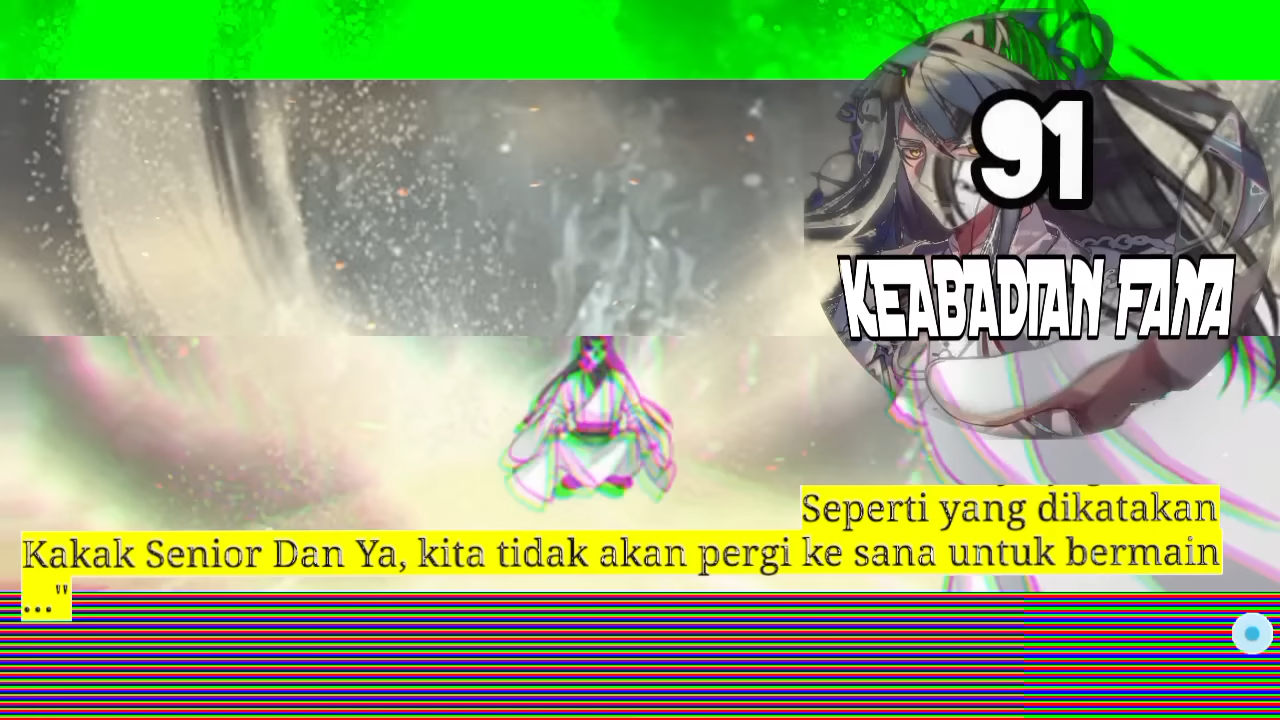 91
KEABADIAN FANA
Seperti yang dikatakan
Kakak Senior Dan Ya, kita tidak akan pergi ke sana untuk bermain
..."